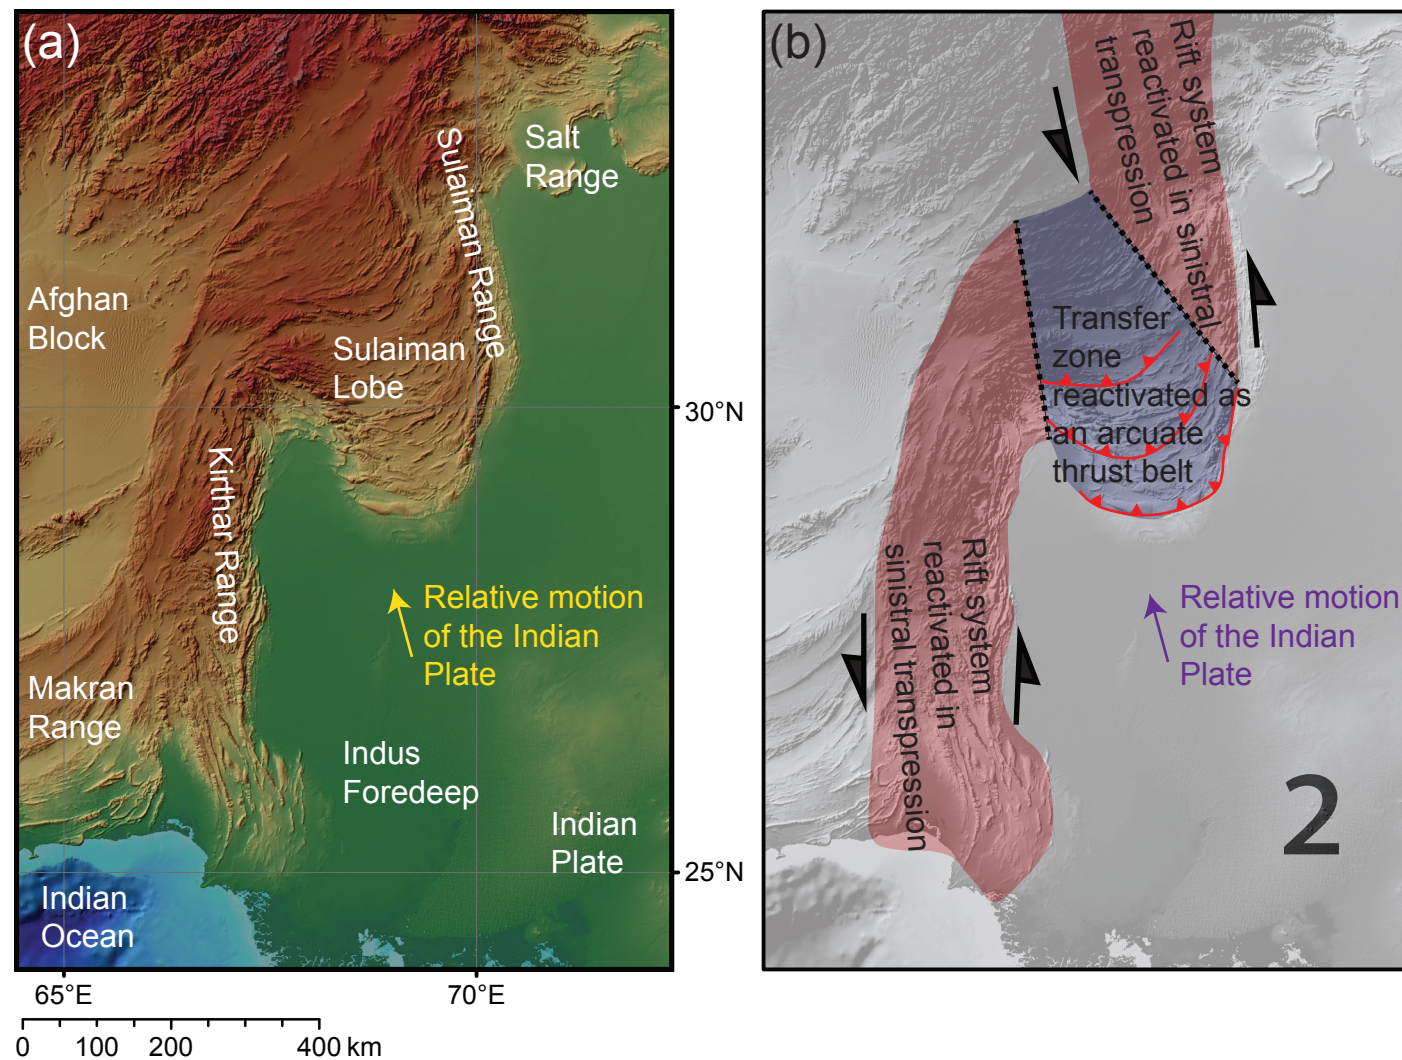 (a)
Salt
Range
Sulaiman Range
Afghan
Block
Sulaiman
Lobe
Kirthar Range
Relative motion
of the Indian
Plate
Makran
Range
Indus
Foredeep
Indian
Plate
Indian
Ocean
30°N
25°N
65°E
70°E
0
100
200
400 km
(b)
Rift system
reactivated in sinistral
transpression
Transfer
zone
reactivated as
an arcuate
thrust belt
Rift system
reactivated in
sinistral transpression
Relative motion
of the Indian
Plate
2